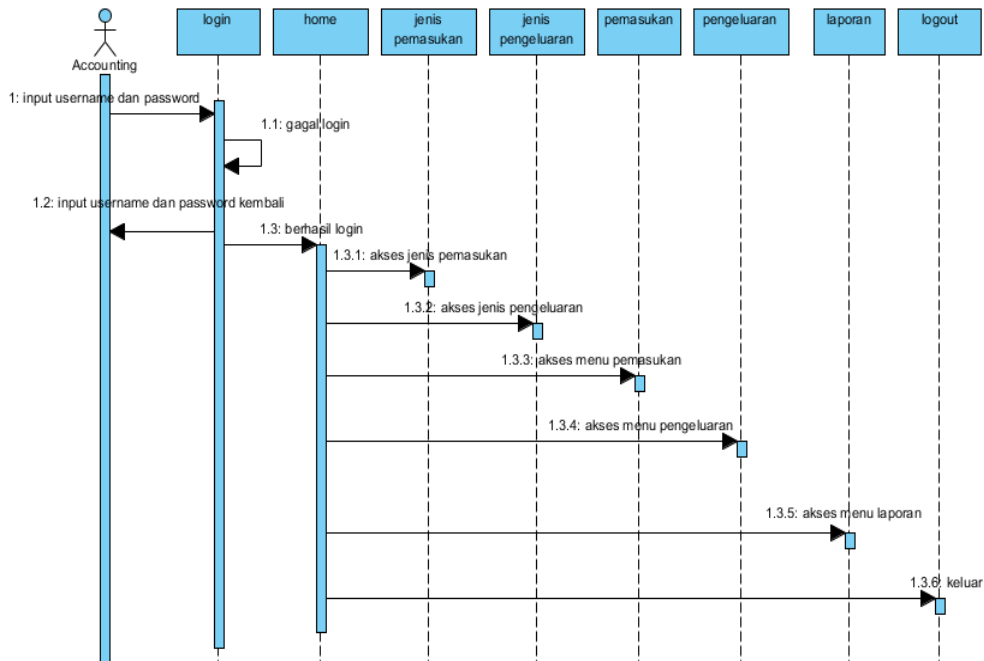 login
home
jenis
pemasukan
jenis
pengeluaran
pemasukan
pengeluaran
laporan
logout
Accounting
1: input username dan password
1.1: gagal login
1.2: input username dan password kembali
1.3: berhasil login
1.3.1: akses jenis pemasukan
1.3.2: akses jenis pengeluaran
1.3.3: akses menu pemasukan
1.3.4: akses menu pengeluaran
1.3.5: akses menu laporan
1.3.6: keluar